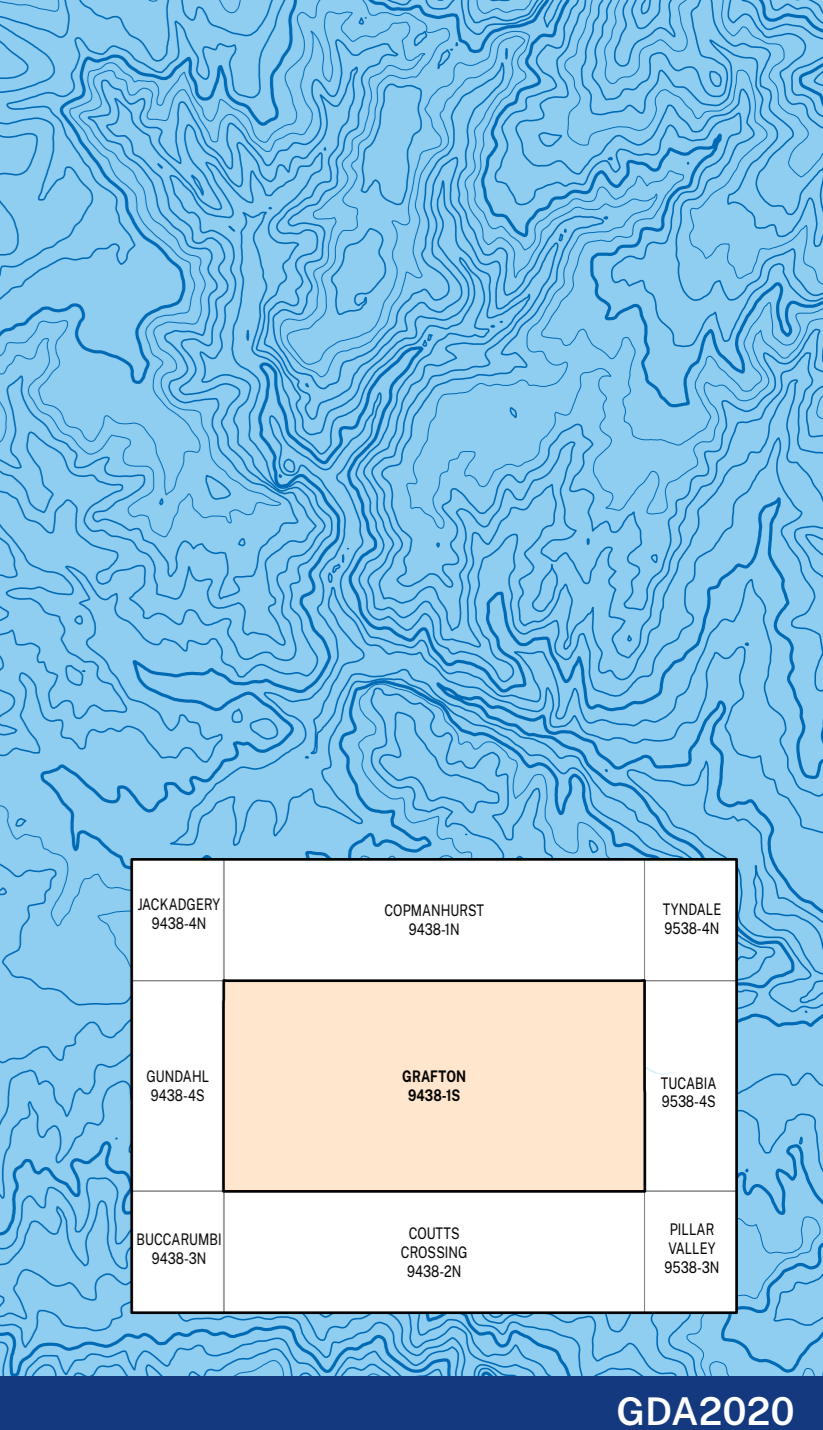 JACKADGERY
9438-4N
COPMANHURST
9438-1N
TYNDALE
9538-4N
GUNDAHL
9438-4S
GRAFTON
9438-1S
TUCABIA
9538-4S
BUCCARUMBI
9438-3N
COUTTS
CROSSING
9438-2N
PILLAR
VALLEY
9538-3N
GDA2020